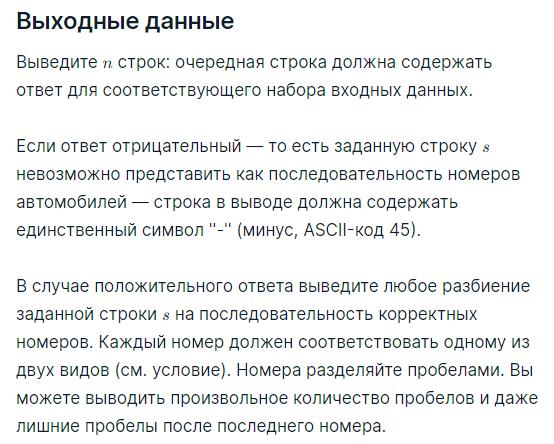 Выходные данные
Выведите n строк: очередная строка должна содержать
ответ для соответствующего набора входных данных.
Если ответ отрицательный — то есть заданную строку s
невозможно представить как последовательность номеров
автомобилей — строка в выводе должна содержать
единственный символ "-" (минус, ASCII-код 45).
В случае положительного ответа выведите любое разбиение
заданной строки s на последовательность корректных
номеров. Каждый номер должен соответствовать одному из
двух видов (см. условие). Номера разделяйте пробелами. Вы
можете выводить произвольное количество пробелов и даже
лишние пробелы после последнего номера.